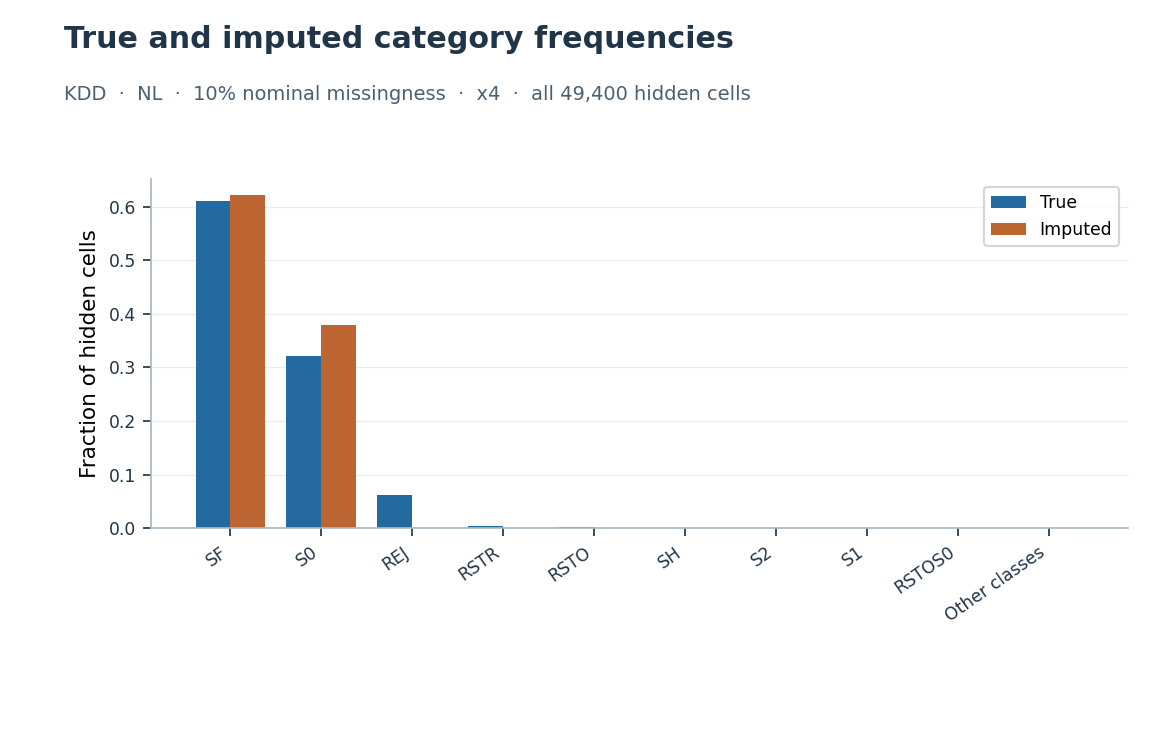 True and imputed category frequencies
KDD · NL · 10% nominal missingness · x4 · all 49,400 hidden cells
True
Imputed
Fraction of hidden cells
0.6
0.5
0.4
0.3
0.2
0.1
0.0
SF
S0
REJ
RSTR
RSTO
SH
S2
S1
RSTOS0
Other classes